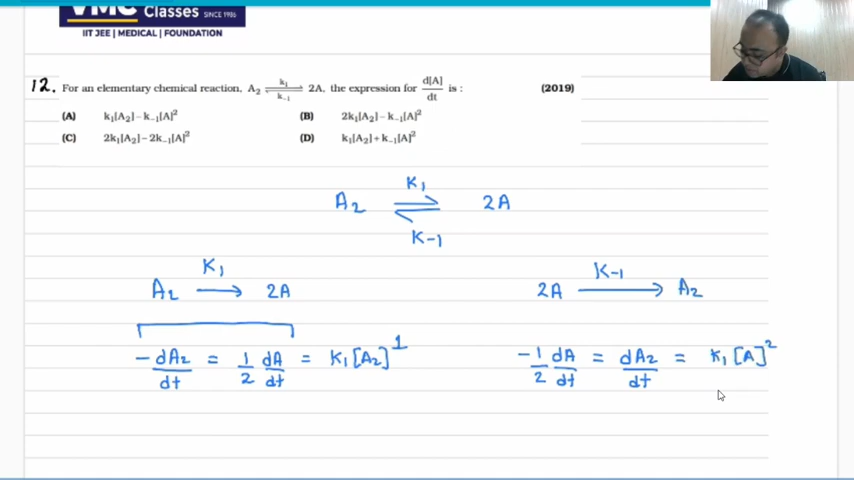 VMC Classes SINCE 1986
IIT JEE | MEDICAL | FOUNDATION
12. For an elementary chemical reaction, A₂ ⇌ 2A, the expression for d[A]/dt is : (2019)
k₁
k₋₁
(A) k₁[A₂]−k₋₁[A]² (B) 2k₁[A₂]−k₋₁[A]²
(C) 2k₁[A₂]−2k₋₁[A]² (D) k₁[A₂]+k₋₁[A]²
K₁
A₂ ⇌ 2A
K-1
K₁ K-1
A₂ → 2A 2A → A₂
-dA₂/dt = 1/2 dA/dt = K₁[A₂]¹ -1/2 dA/dt = dA₂/dt = K₁[A]²